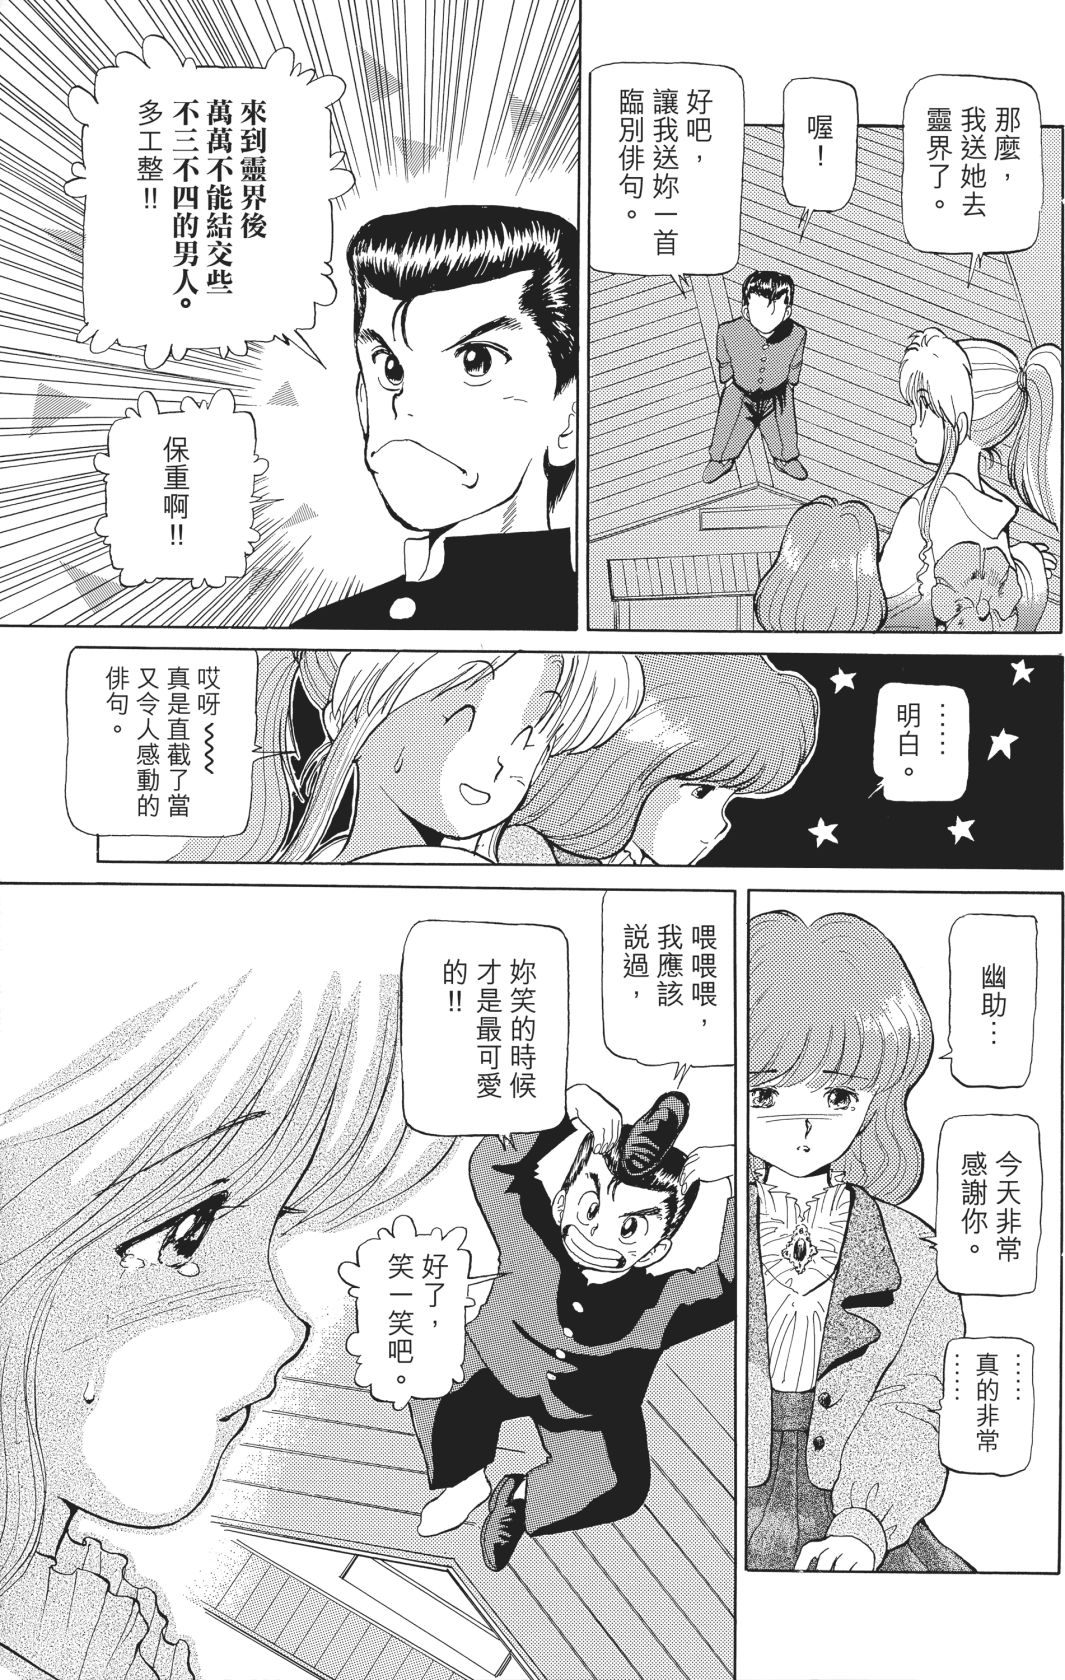 那麼，
我送她去
靈界了。
喔！
好吧，
讓我送妳一首
臨別俳句。
來到靈界後
萬萬不能結交些
不三不四的男人。
多工整!!
保重啊!!
……
明白。
哎呀～～
真是直截了當
又令人感動的
俳句。
幽助…
今天非常
感謝你。
……
真的非常
……
喂喂喂，
我應該
説過，
妳笑的時候
才是最可愛
的!!
好了，
笑一笑吧。